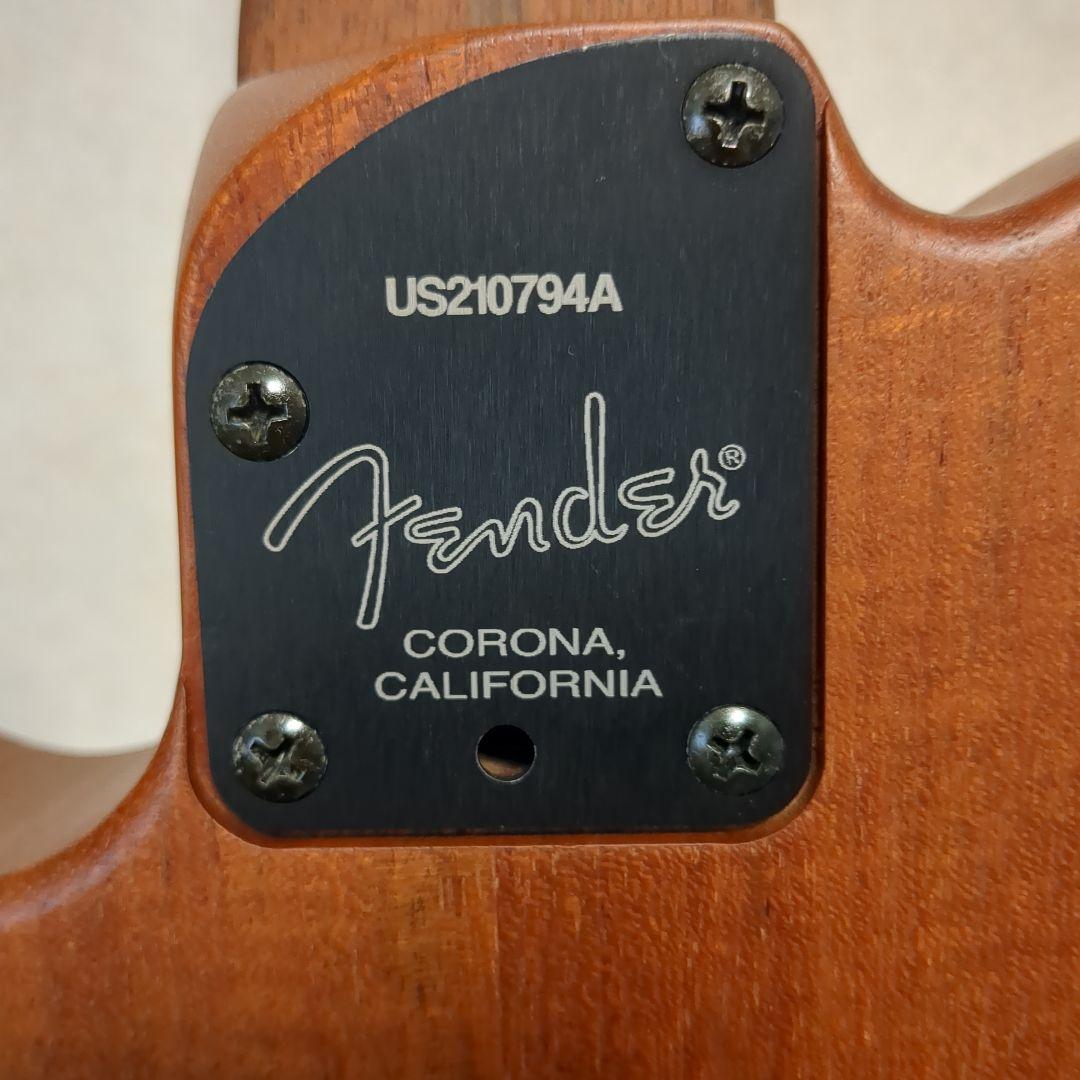 US210794A
Fender®
CORONA,
CALIFORNIA